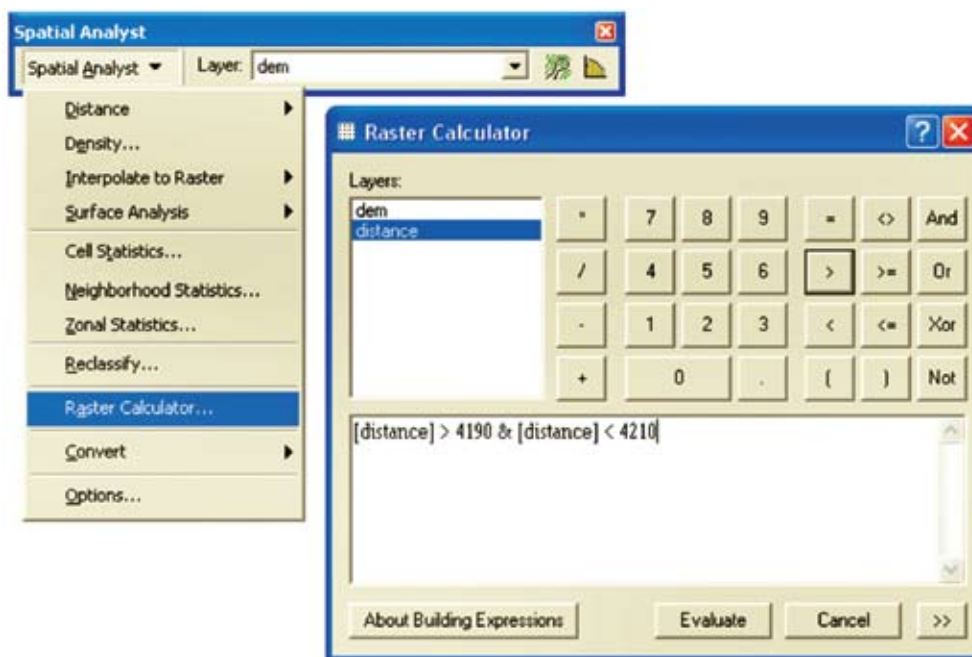 Spatial Analyst
Spatial Analyst Layer: dem
Distance
Density...
Interpolate to Raster
Surface Analysis
Cell Statistics...
Neighborhood Statistics...
Zonal Statistics...
Reclassify...
Raster Calculator...
Convert
Options...
Raster Calculator
Layers:
dem
distance
* 7 8 9 = <> And
/ 4 5 6 > >= Or
- 1 2 3 < <= Xor
+ 0 . ( ) Not
[distance] > 4190 & [distance] < 4210
About Building Expressions Evaluate Cancel >>